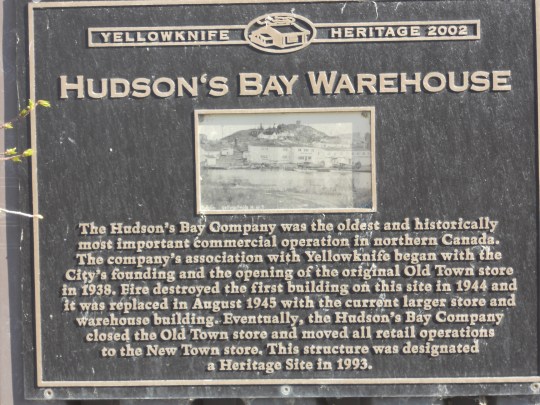 YELLOWKNIFE HERITAGE 2002
HUDSON'S BAY WAREHOUSE
The Hudson's Bay Company was the oldest and historically
most important commercial operation in northern Canada.
The company's association with Yellowknife began with the
City's founding and the opening of the original Old Town store
in 1938. Fire destroyed the first building on this site in 1944 and
it was replaced in August 1945 with the current larger store and
warehouse building. Eventually, the Hudson's Bay Company
closed the Old Town store and moved all retail operations
to the New Town store. This structure was designated
a Heritage Site in 1993.